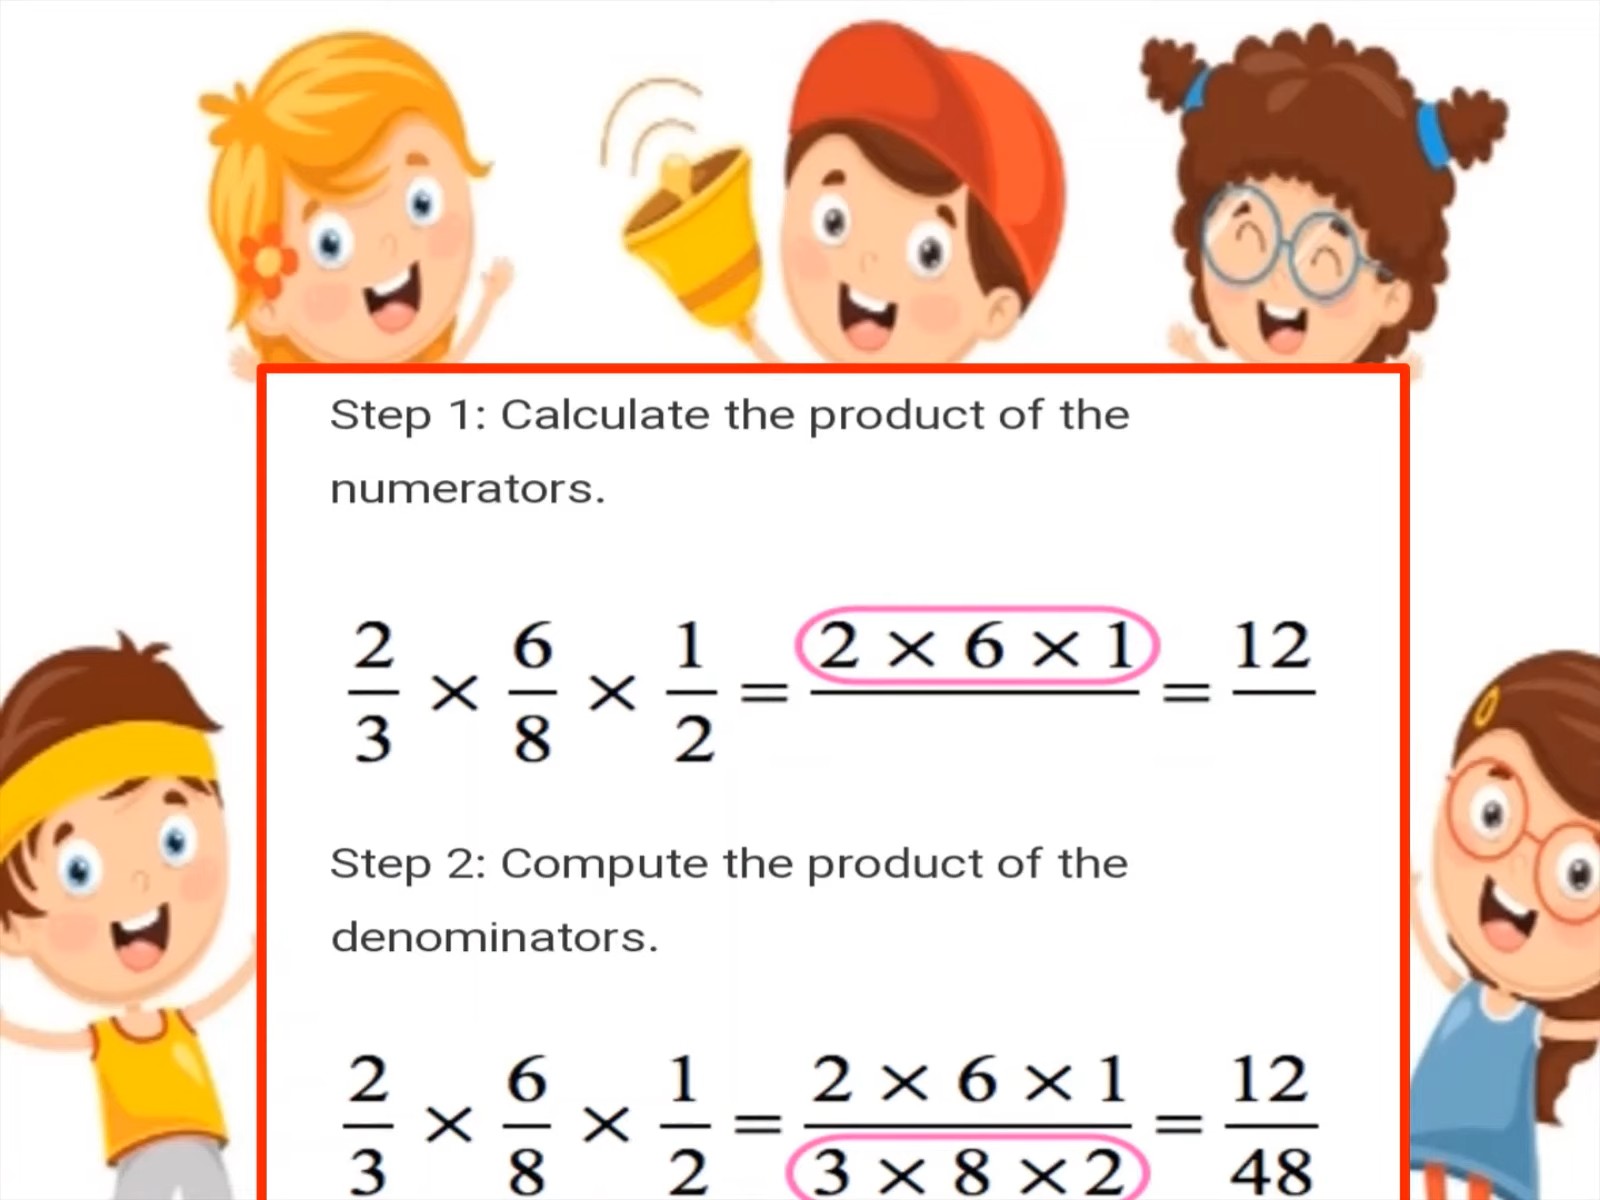 Step 1: Calculate the product of the
numerators.
2/3 × 6/8 × 1/2 = 2 × 6 × 1/ = 12/
Step 2: Compute the product of the
denominators.
2/3 × 6/8 × 1/2 = 2 × 6 × 1/3 × 8 × 2 = 12/48